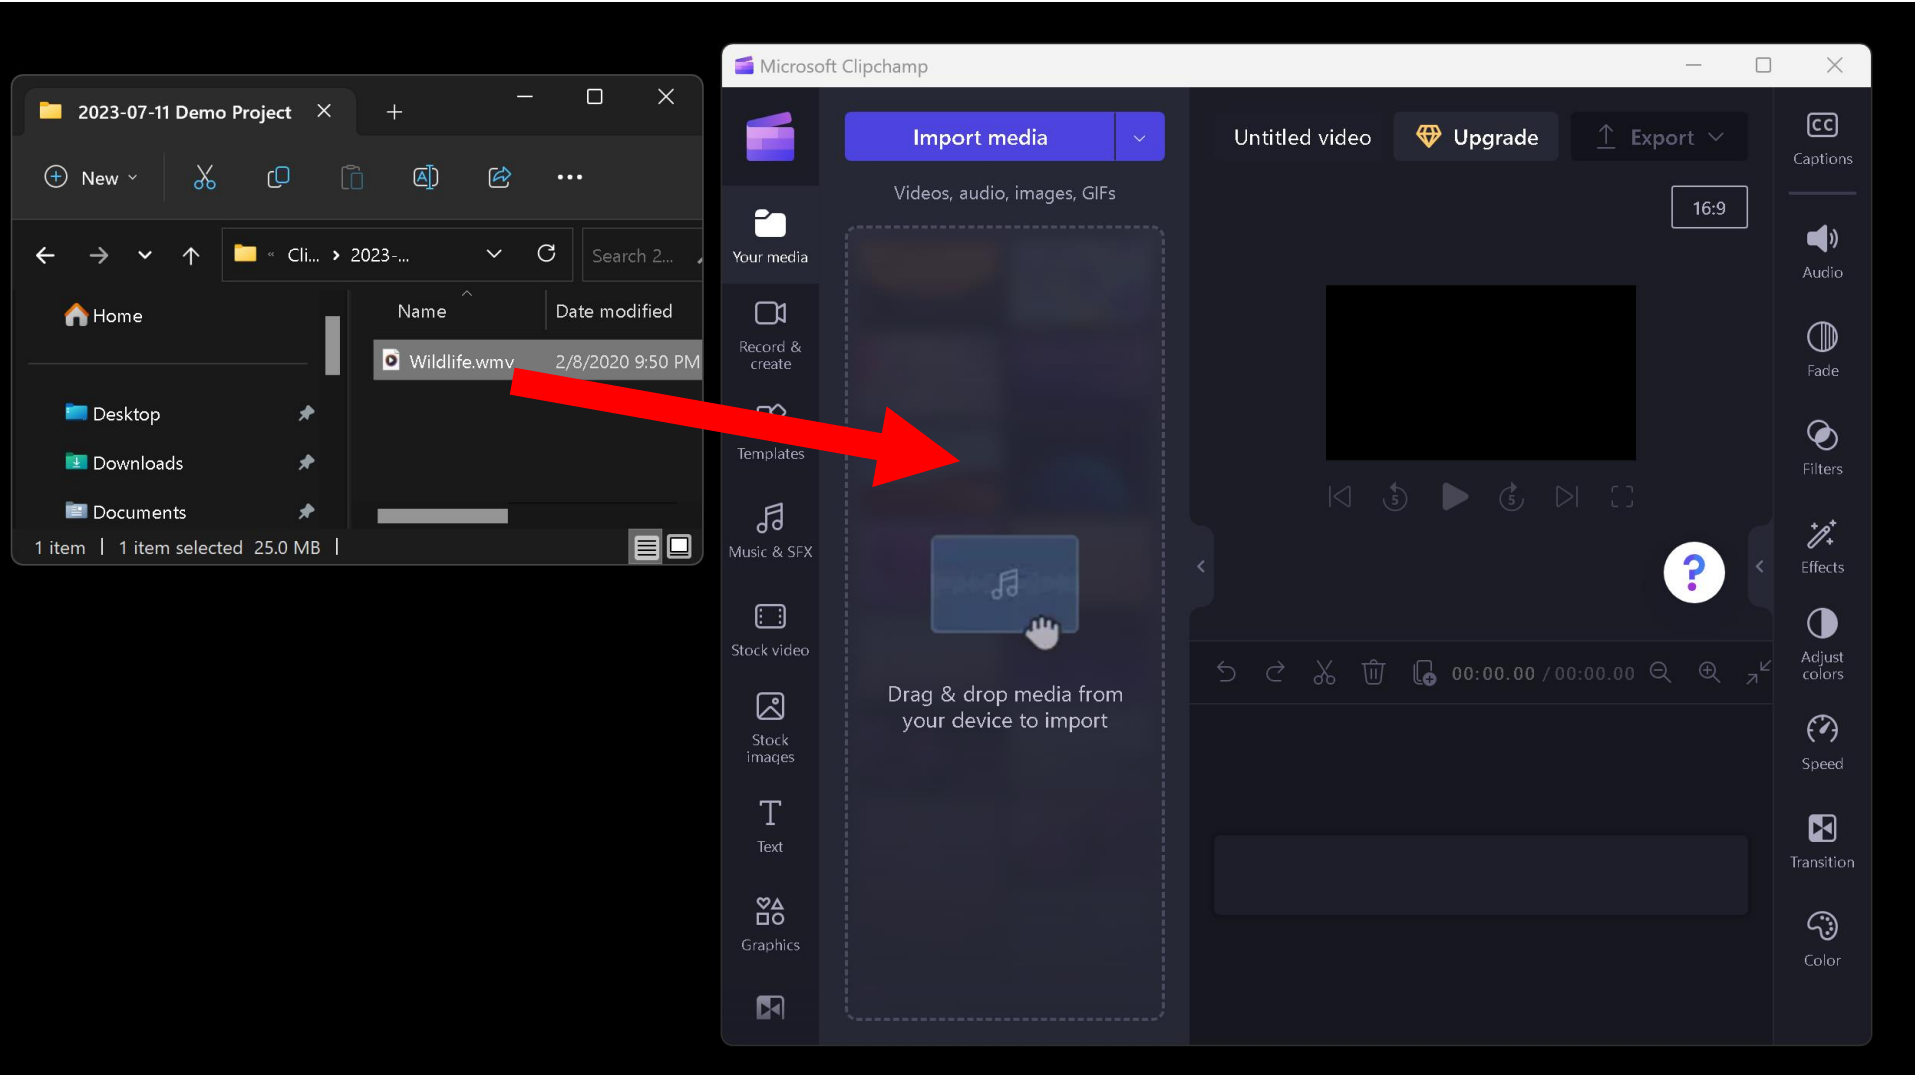 2023-07-11 Demo Project
New
« Cli... > 2023-...
Search 2...
Home
Desktop
Downloads
Documents
Name
Date modified
Wildlife.wmv
2/8/2020 9:50 PM
1 item
1 item selected 25.0 MB
Microsoft Clipchamp
Import media
Videos, audio, images, GIFs
Your media
Record &
create
Templates
Music & SFX
Stock video
Stock
images
Text
Graphics
Drag & drop media from
your device to import
Untitled video
Upgrade
Export
16:9
5
5
?
00:00.00 / 00:00.00
CC
Captions
Audio
Fade
Filters
Effects
Adjust
colors
Speed
Transition
Color